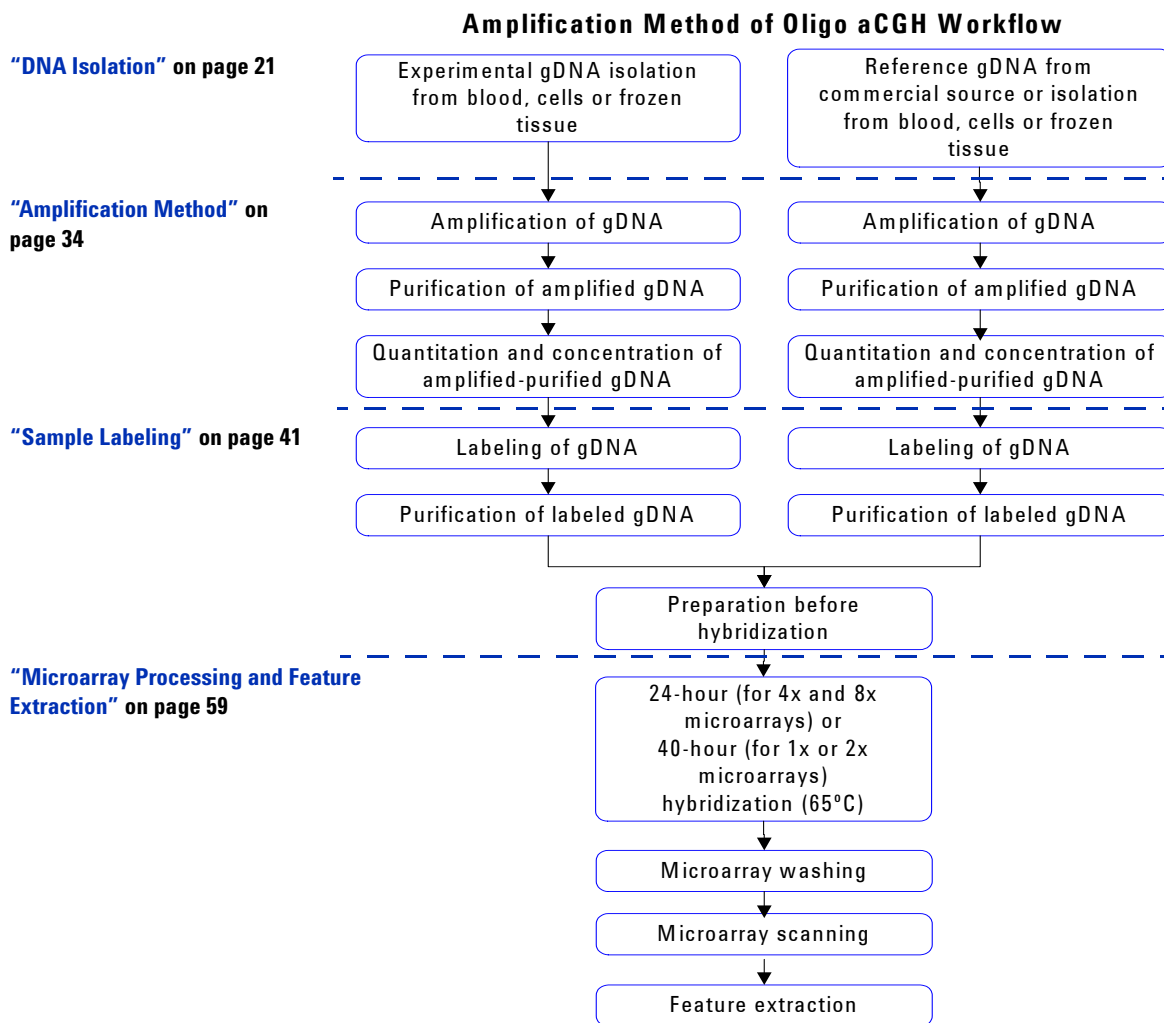 Amplification Method of Oligo aCGH Workflow
“DNA Isolation” on page 21
Experimental gDNA isolation
from blood, cells or frozen
tissue
Reference gDNA from
commercial source or isolation
from blood, cells or frozen
tissue
“Amplification Method” on
page 34
Amplification of gDNA
Amplification of gDNA
Purification of amplified gDNA
Purification of amplified gDNA
Quantitation and concentration of
amplified-purified gDNA
Quantitation and concentration of
amplified-purified gDNA
“Sample Labeling” on page 41
Labeling of gDNA
Labeling of gDNA
Purification of labeled gDNA
Purification of labeled gDNA
Preparation before
hybridization
“Microarray Processing and Feature
Extraction” on page 59
24-hour (for 4x and 8x
microarrays) or
40-hour (for 1x or 2x
microarrays)
hybridization (65ºC)
Microarray washing
Microarray scanning
Feature extraction